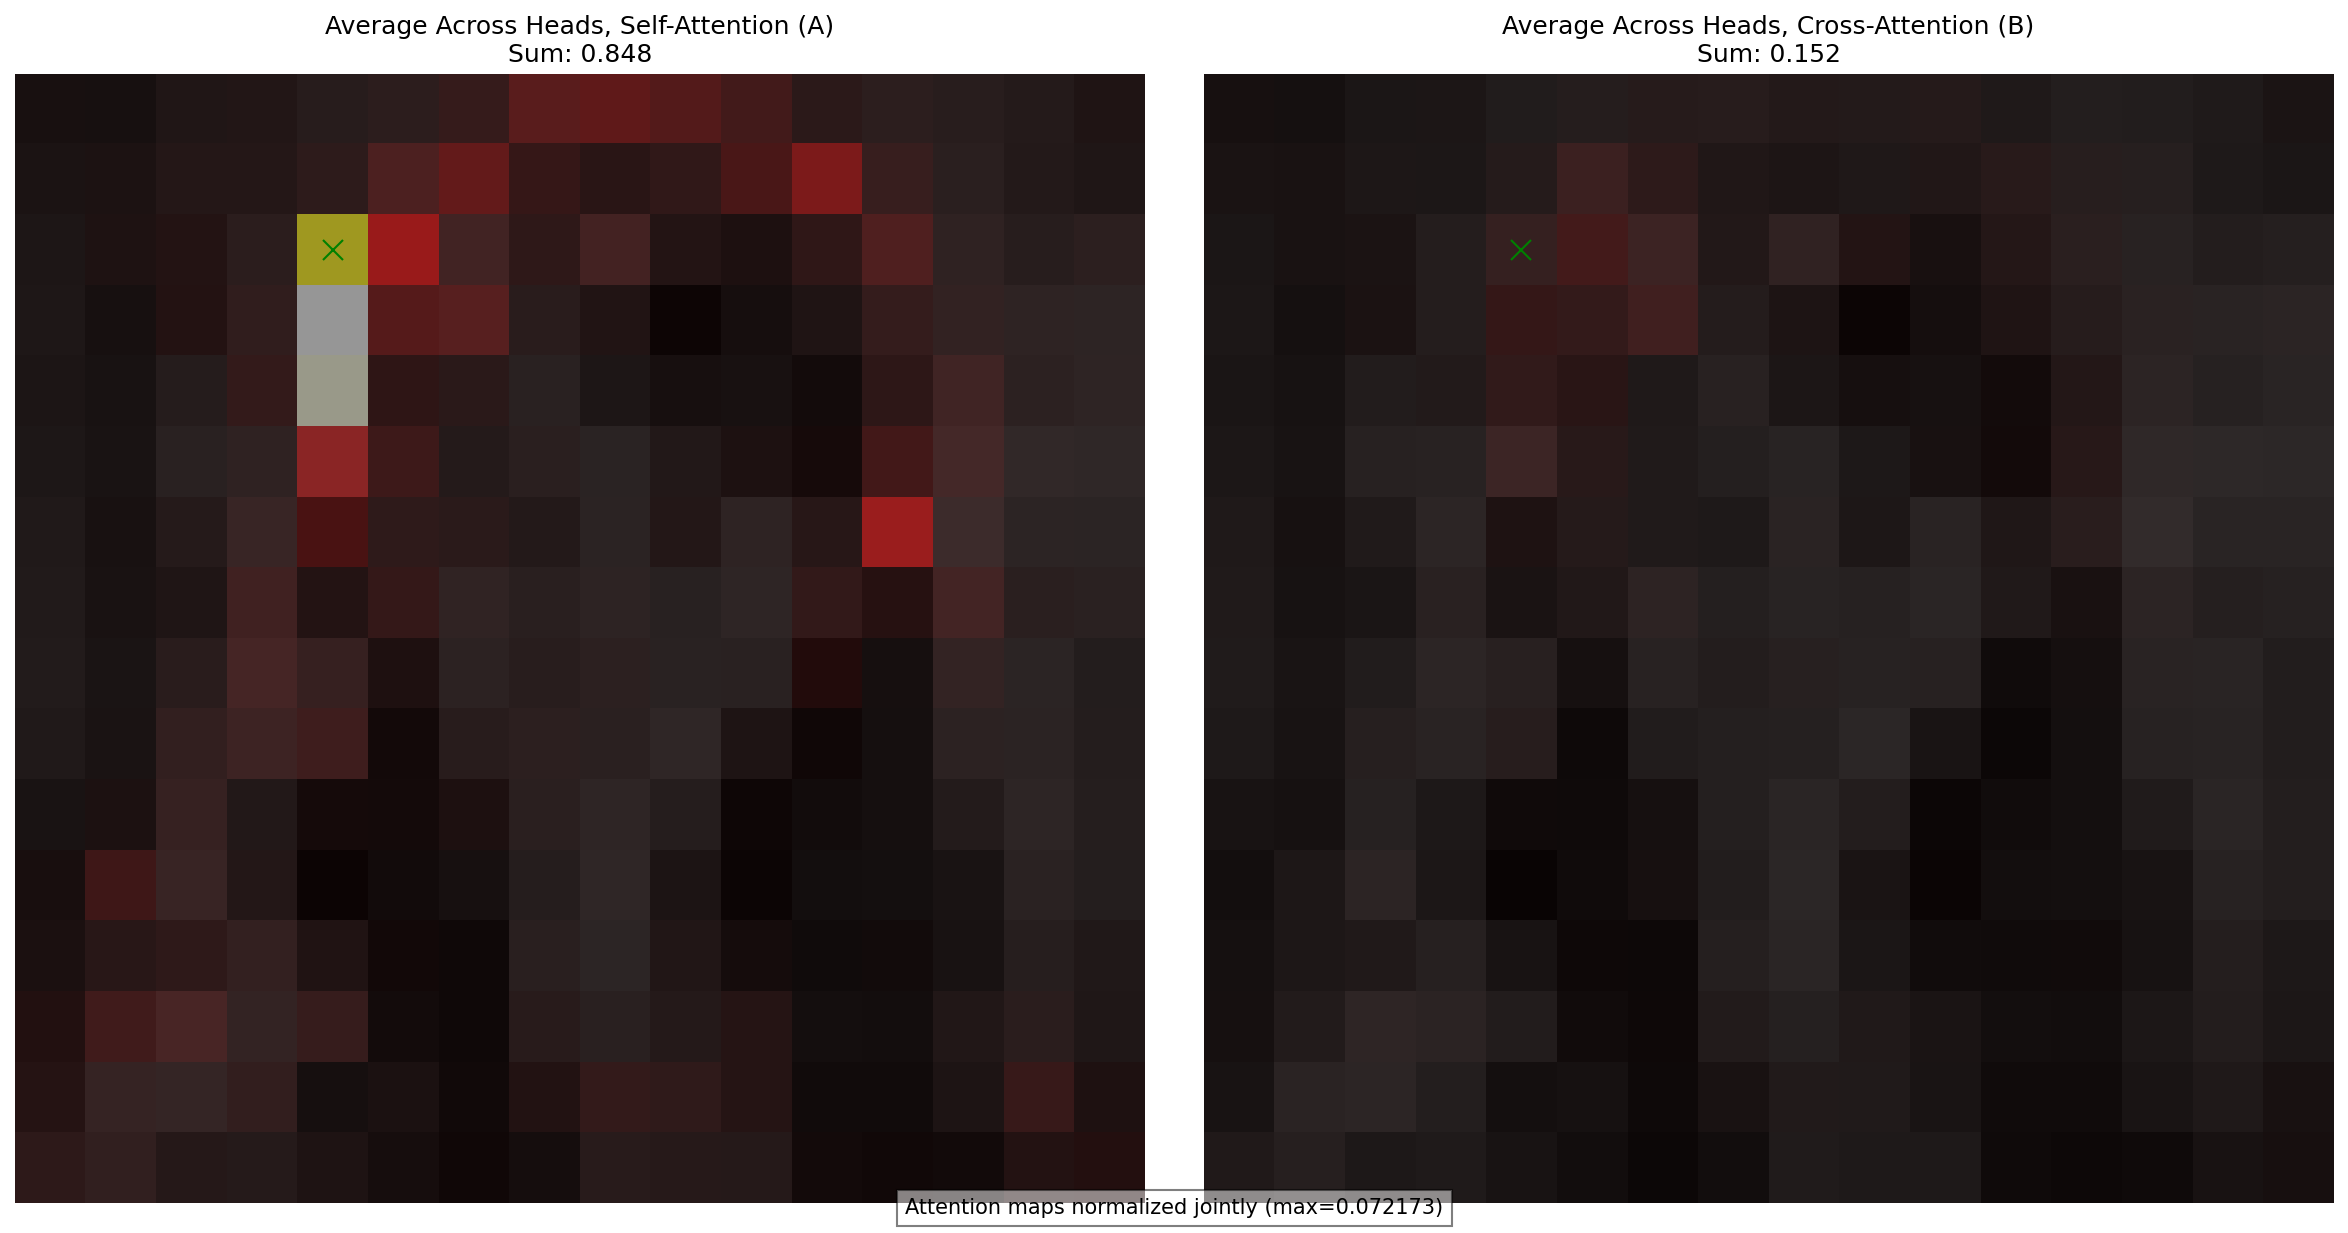 Average Across Heads, Self-Attention (A)
Sum: 0.848
Average Across Heads, Cross-Attention (B)
Sum: 0.152
Attention maps normalized jointly (max=0.072173)